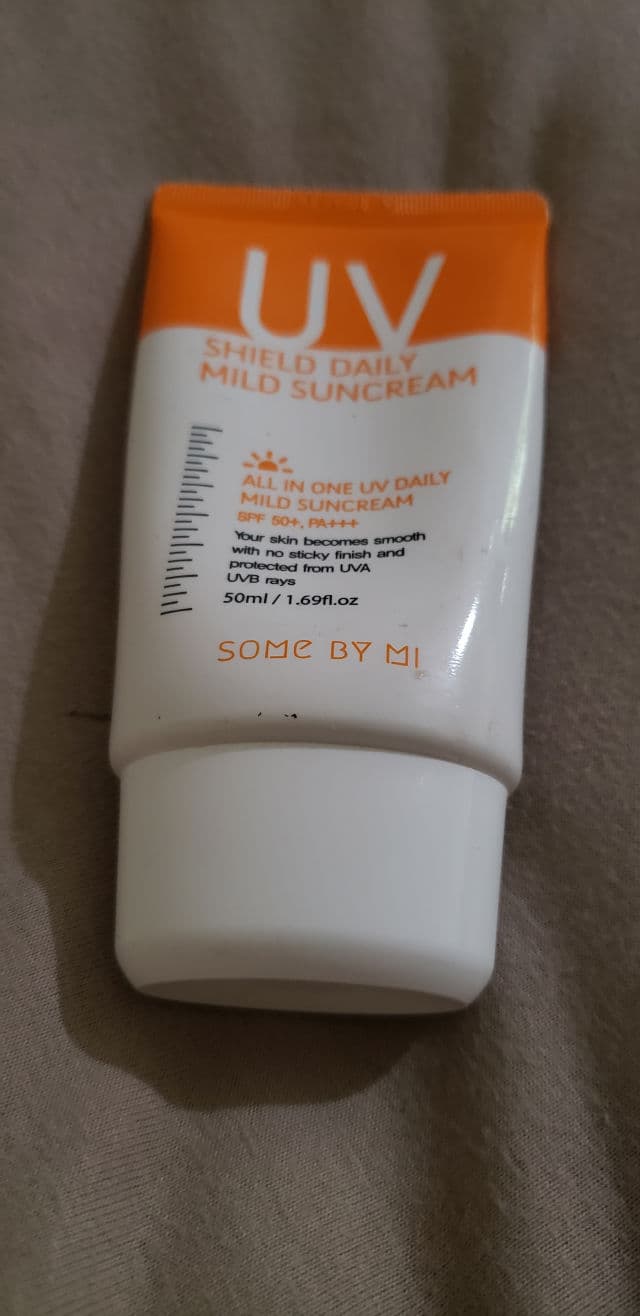 UV
SHIELD DAILY
MILD SUNCREAM
ALL IN ONE UV DAILY
MILD SUNCREAM
SPF 50+, PA+++
Your skin becomes smooth
with no sticky finish and
protected from UVA
UVB rays
50ml / 1.69fl.oz
SOME BY MI